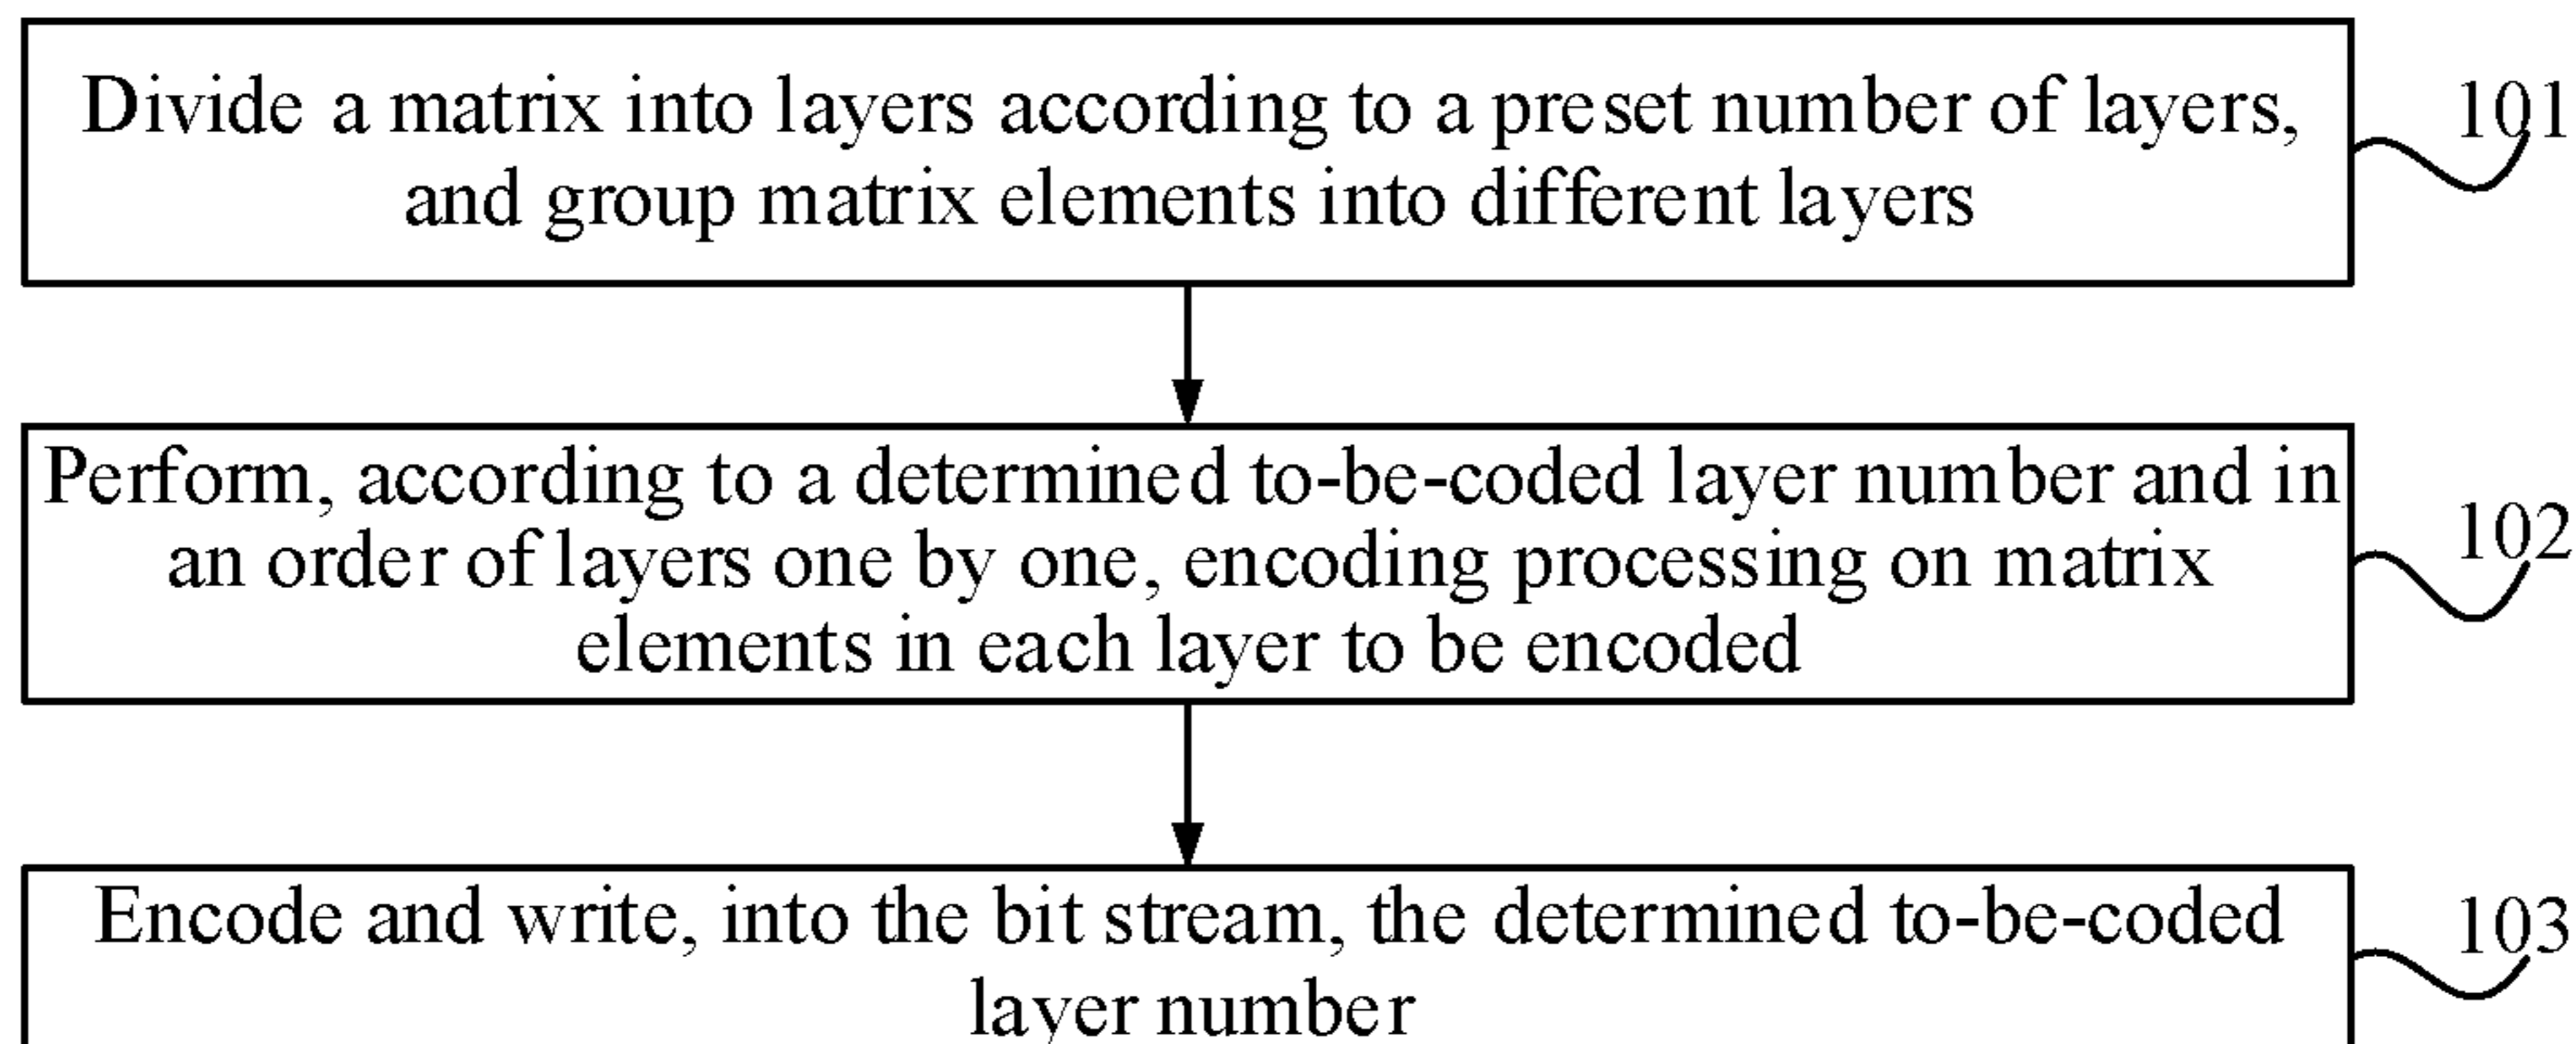 Divide a matrix into layers according to a preset number of layers,
and group matrix elements into different layers
101
Perform, according to a determined to-be-coded layer number and in
an order of layers one by one, encoding processing on matrix
elements in each layer to be encoded
102
Encode and write, into the bit stream, the determined to-be-coded
layer number
103